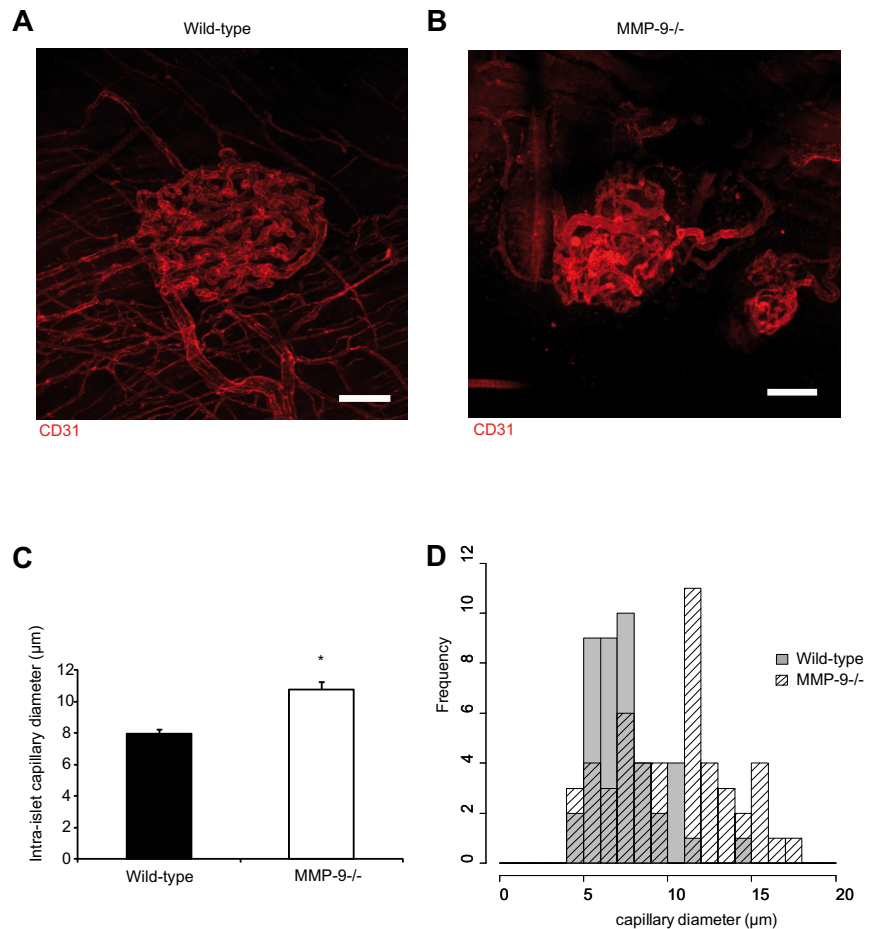 A
Wild-type
B
MMP-9-/-
CD31
CD31
C
Intra-islet capillary diameter (µm)
12
10
8
6
4
2
0
*
Wild-type
MMP-9-/-
D
Frequency
12
10
8
6
4
2
0
Wild-type
MMP-9-/-
0
5
10
15
20
capillary diameter (µm)